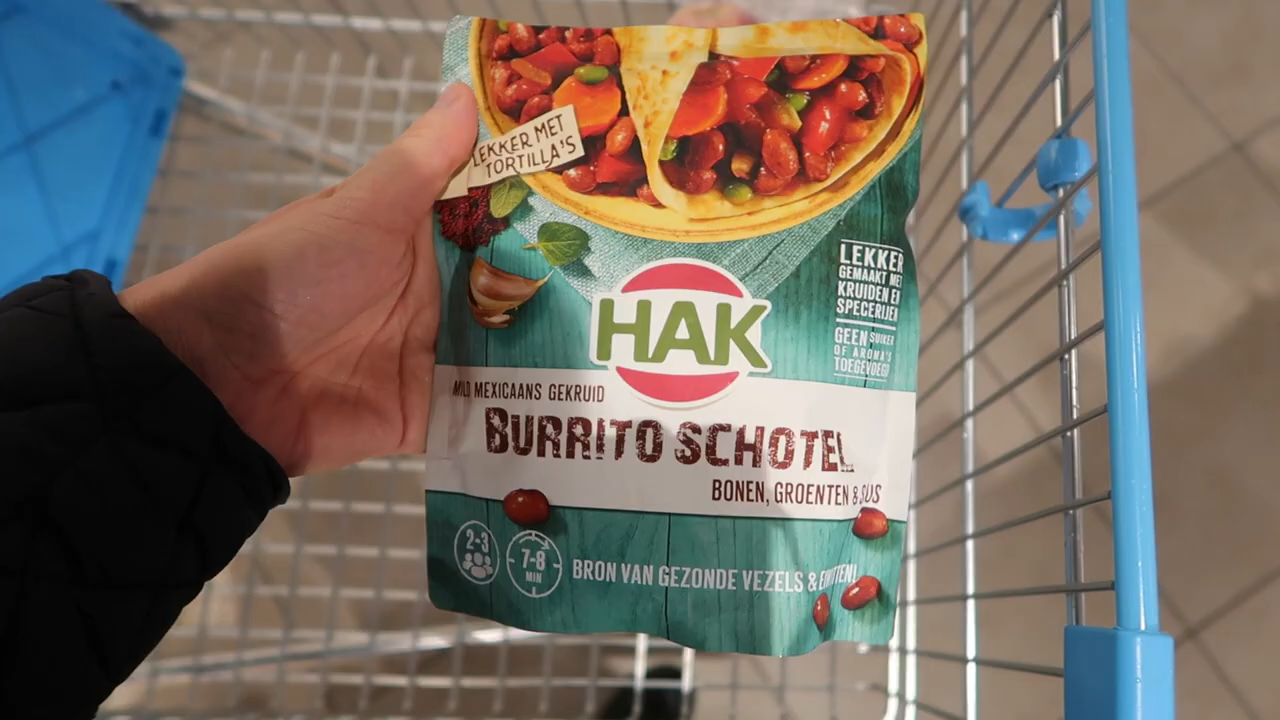 LEKKER MET
TORTILLA'S
LEKKER
GEMAAKT MET
KRUIDEN EN
SPECERIJEN
GEEN SUIKER
OF AROMA'S
TOEGEVOEGD
HAK
MILD MEXICAANS GEKRUID
BURRITO SCHOTEL
BONEN, GROENTEN & SAUS
2-3
7-8
MIN
BRON VAN GEZONDE VEZELS & EIWITTEN!